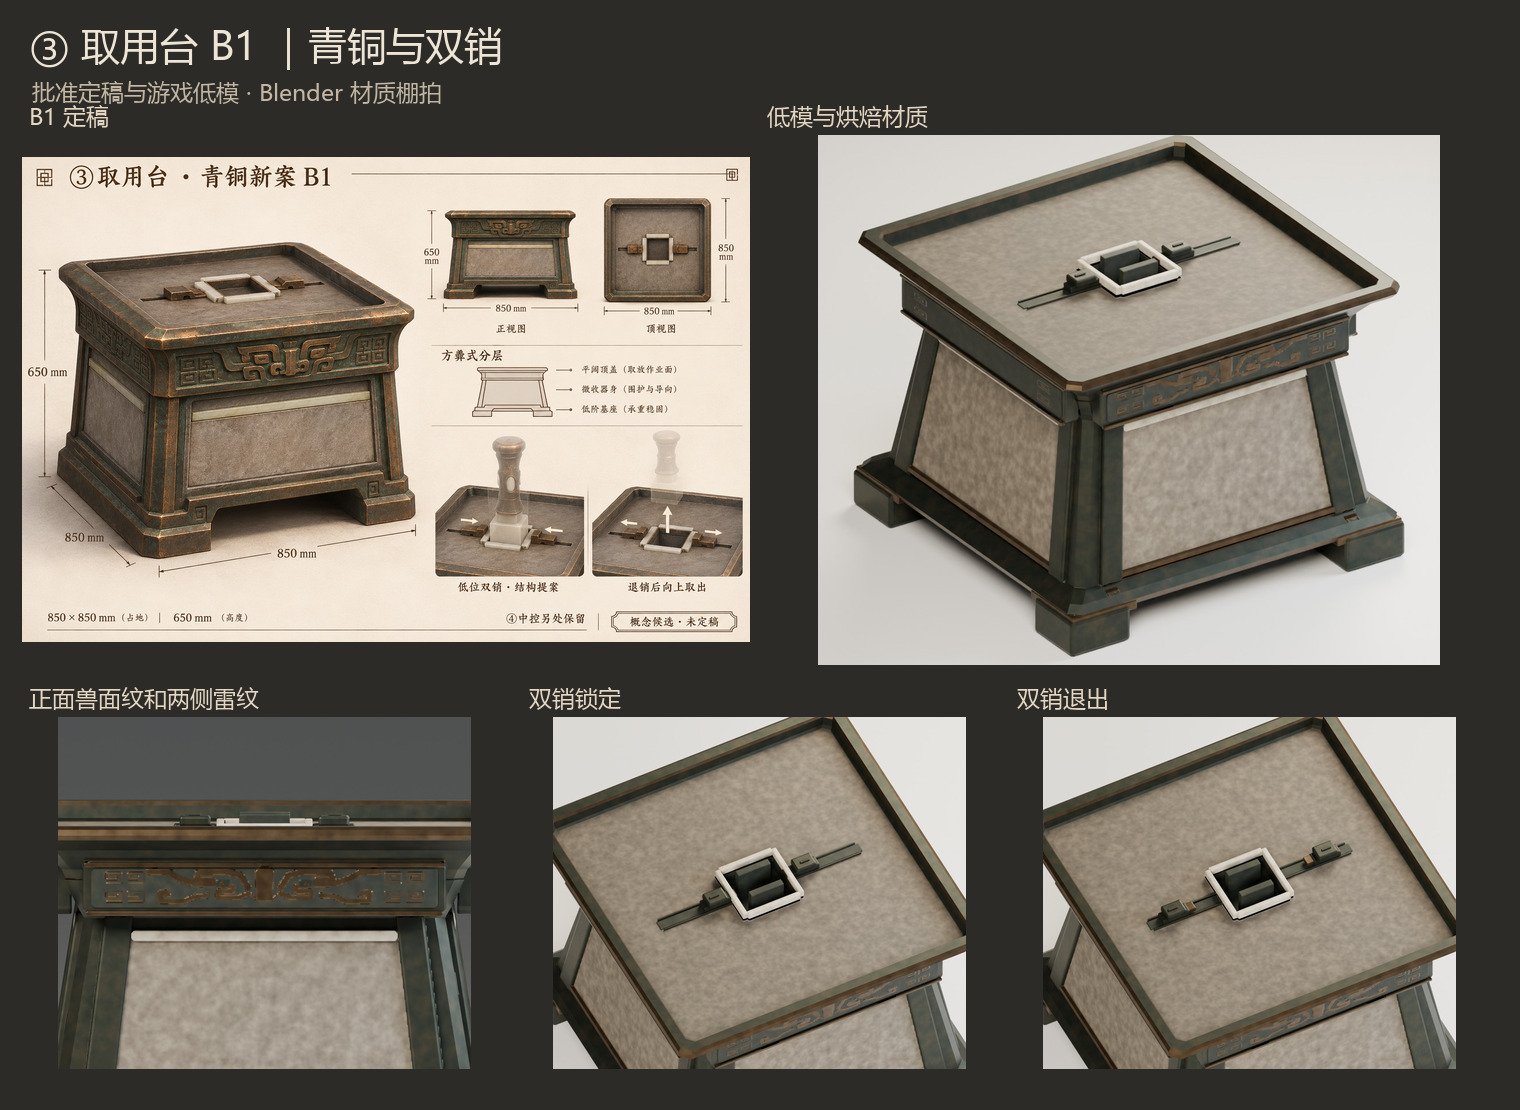 ③ 取用台 B1 ｜青铜与双销
批准定稿与游戏低模 · Blender 材质棚拍
B1 定稿
低模与烘焙材质
③取用台 · 青铜新案 B1
650 mm
850 mm
850 mm
650 mm
850 mm
正视图
850 mm
850 mm
顶视图
方彝式分层
平阔顶盖（取放作业面）
微收器身（围护与导向）
低阶基座（承重稳固）
低位双销 · 结构提案
退销后向上取出
850 × 850 mm（占地）｜ 650 mm （高度）
④中控另处保留
概念候选 · 未定稿
正面兽面纹和两侧雷纹
双销锁定
双销退出